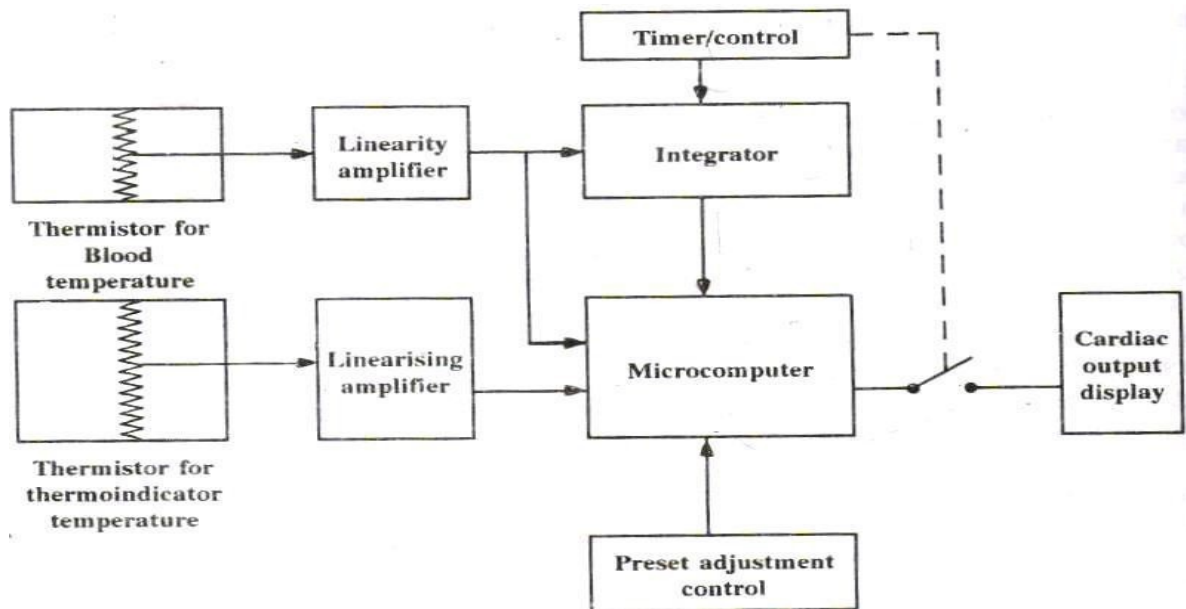 Timer/control
Linearity
amplifier
Integrator
Thermistor for
Blood
temperature
Linearising
amplifier
Microcomputer
Cardiac
output
display
Thermistor for
thermoindicator
temperature
Preset adjustment
control